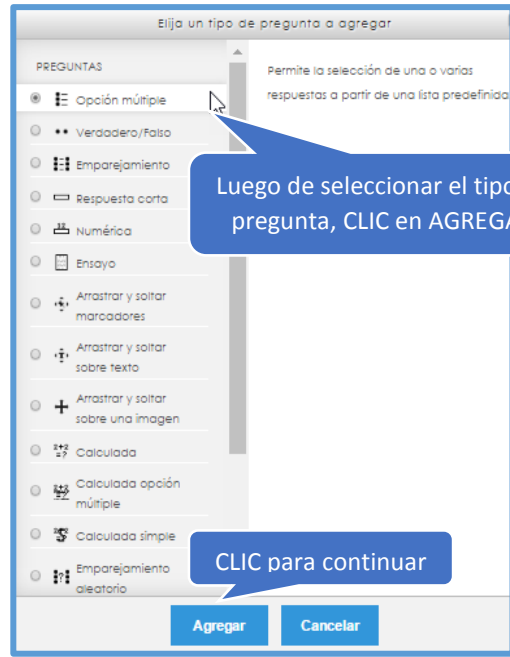 Elija un tipo de pregunta a agregar
PREGUNTAS
Opción múltiple
Verdadero/Falso
Emparejamiento
Respuesta corta
Numérica
Ensayo
Arrastrar y soltar
marcadores
Arrastrar y soltar
sobre texto
Arrastrar y soltar
sobre una imagen
Calculada
Calculada opción
múltiple
Calculada simple
Emparejamiento
aleatorio
Permite la selección de una o varias
respuestas a partir de una lista predefinida
Luego de seleccionar el tipo
pregunta, CLIC en AGREGA
CLIC para continuar
Agregar
Cancelar